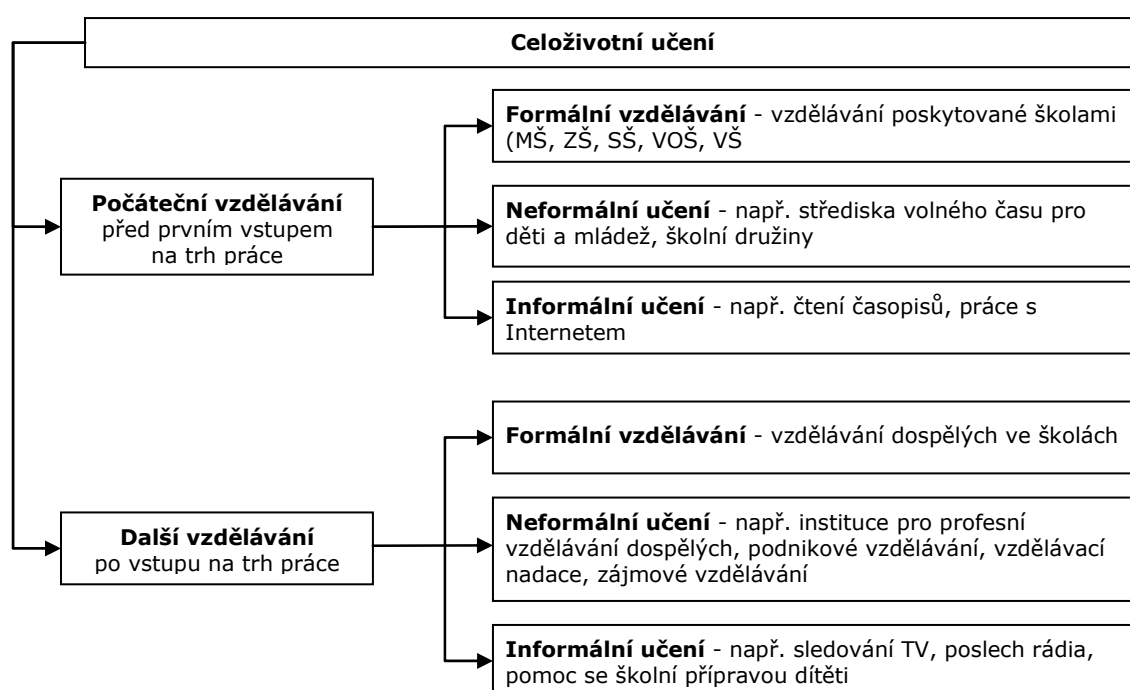 Celoživotní učení
Formální vzdělávání - vzdělávání poskytované školami
(MŠ, ZŠ, SŠ, VOŠ, VŠ
Počáteční vzdělávání
před prvním vstupem
na trh práce
Neformální učení - např. střediska volného času pro
děti a mládež, školní družiny
Informální učení - např. čtení časopisů, práce s
Internetem
Formální vzdělávání - vzdělávání dospělých ve školách
Další vzdělávání
po vstupu na trh práce
Neformální učení - např. instituce pro profesní
vzdělávání dospělých, podnikové vzdělávání, vzdělávací
nadace, zájmové vzdělávání
Informální učení - např. sledování TV, poslech rádia,
pomoc se školní přípravou dítěti